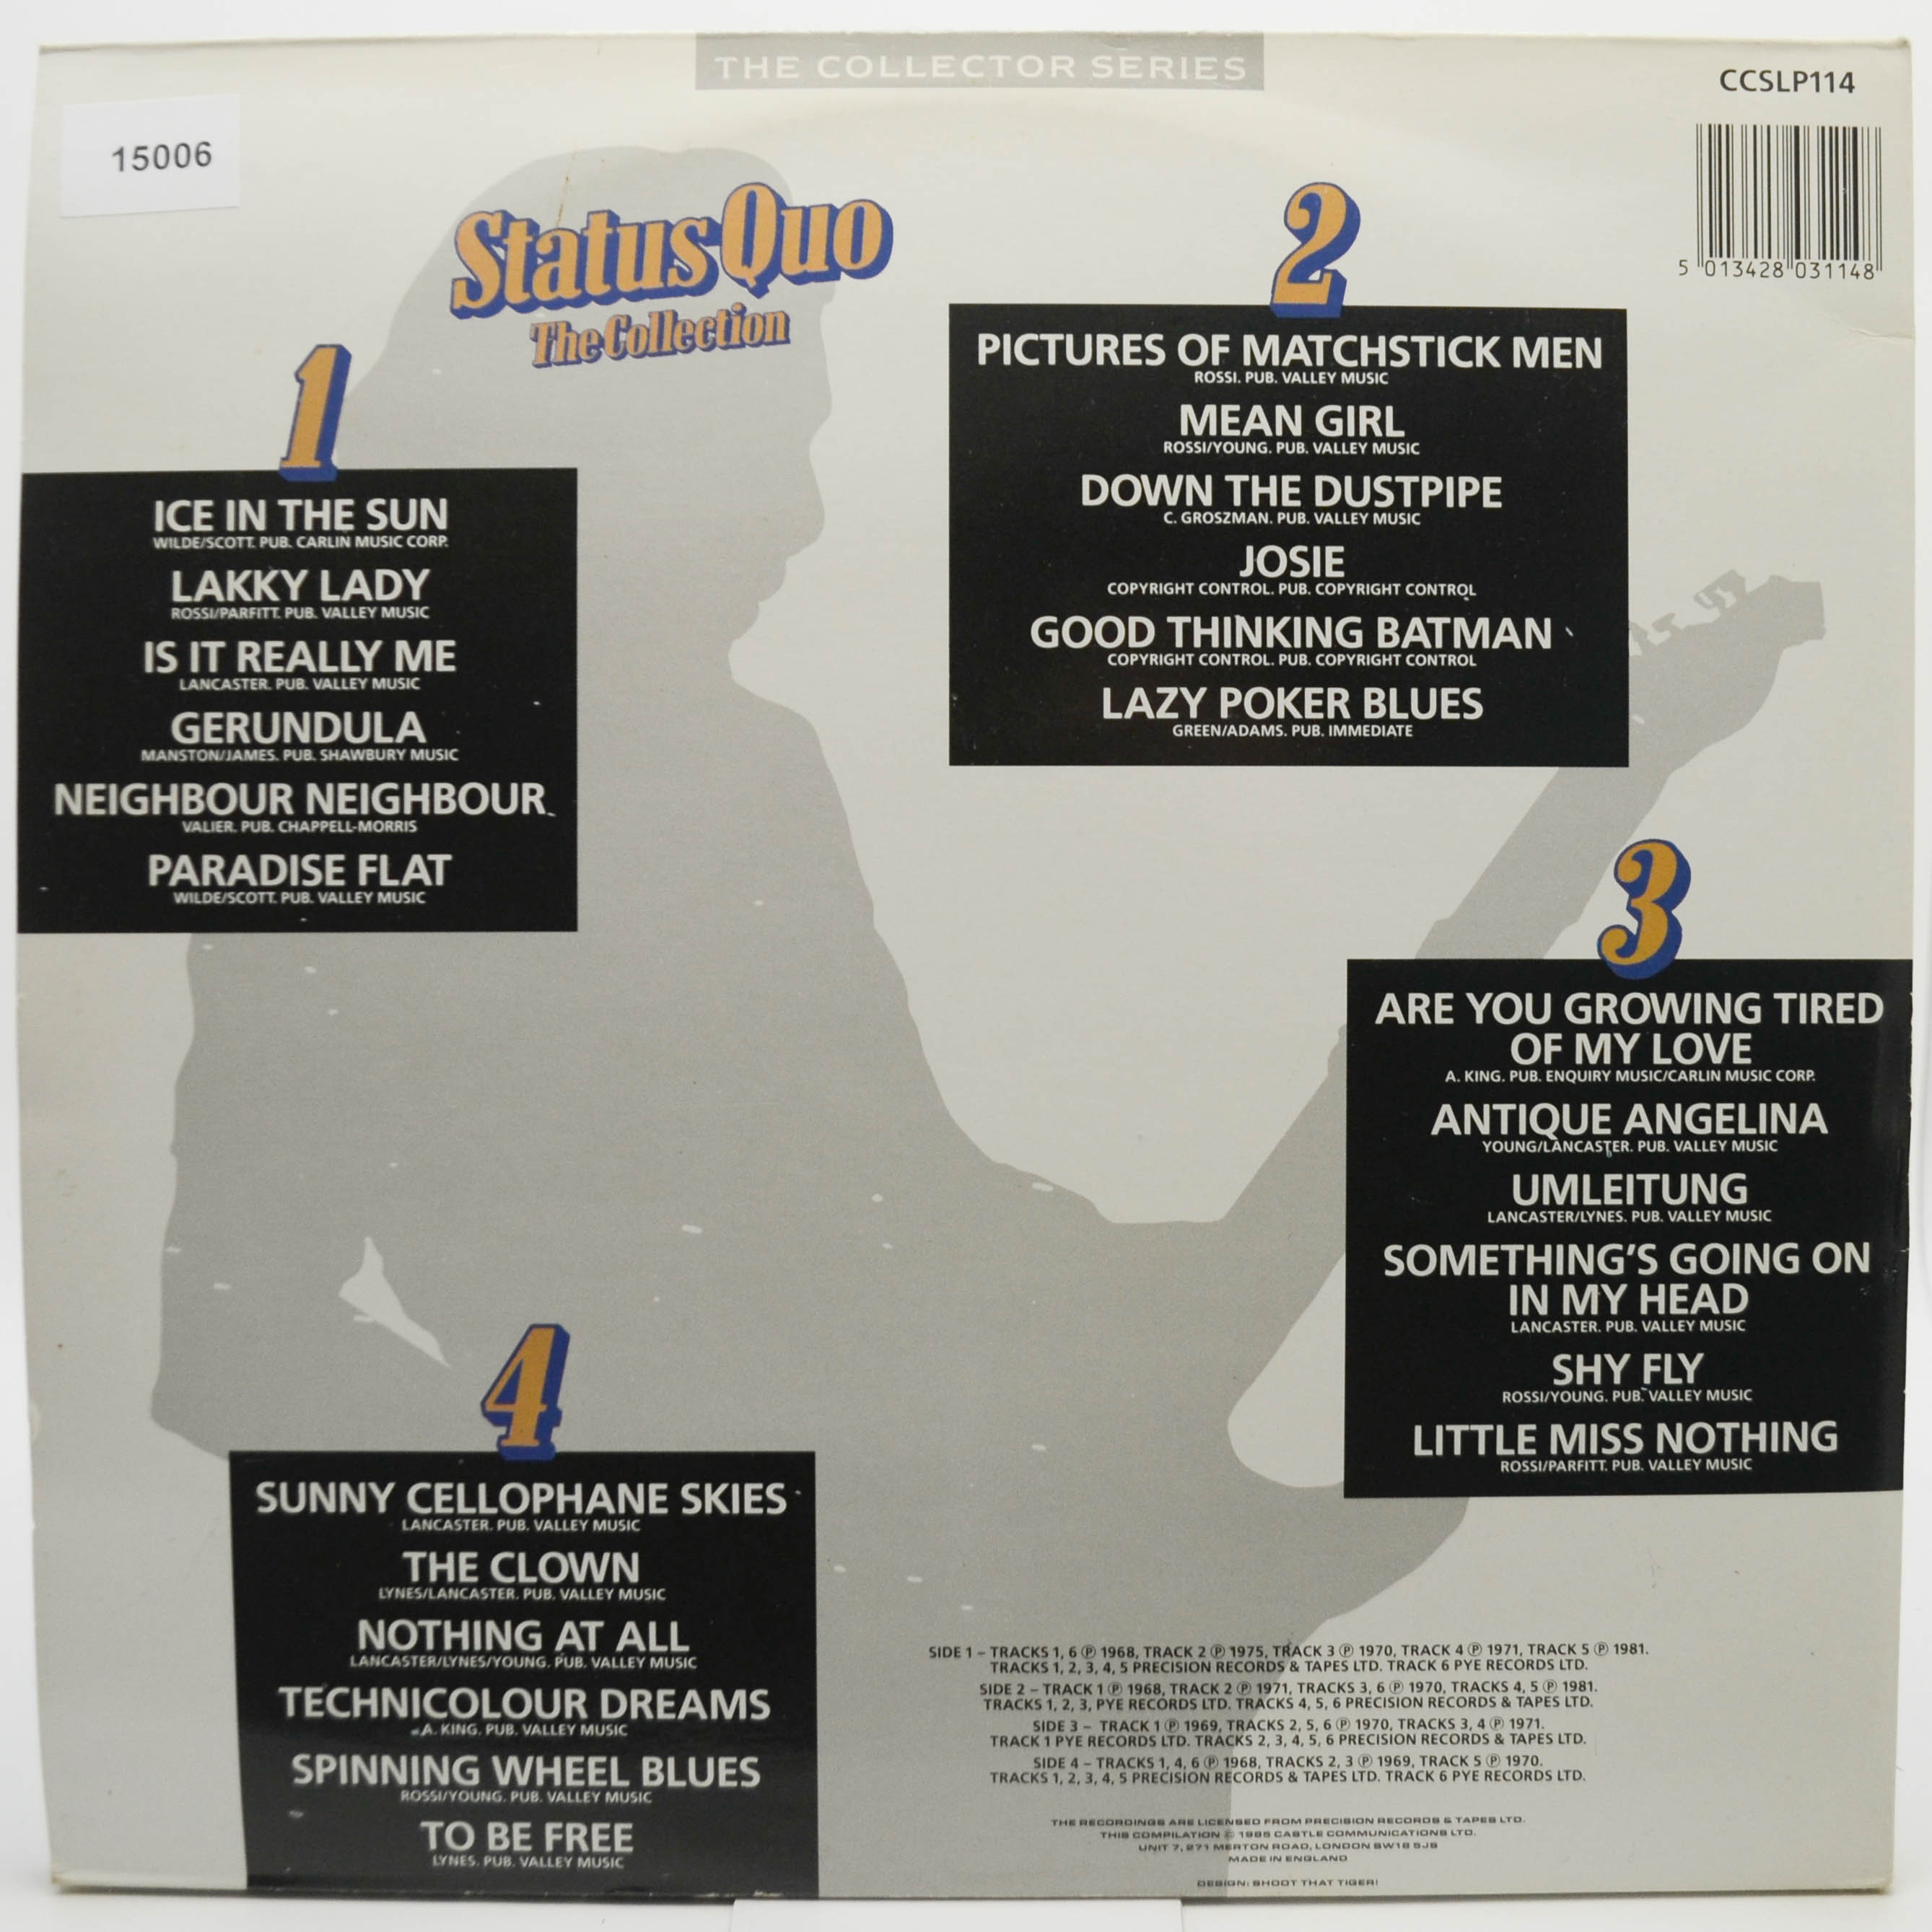 THE COLLECTOR SERIES
CCSLP114
15006
5 013428 031148
Status Quo
The Collection
1
ICE IN THE SUN
WILDE/SCOTT. PUB. CARLIN MUSIC CORP.
LAKKY LADY
ROSSI/PARFITT. PUB. VALLEY MUSIC
IS IT REALLY ME
LANCASTER. PUB. VALLEY MUSIC
GERUNDULA
MANSTON/JAMES. PUB. SHAWBURY MUSIC
NEIGHBOUR NEIGHBOUR
VALIER. PUB. CHAPPELL-MORRIS
PARADISE FLAT
WILDE/SCOTT. PUB. VALLEY MUSIC
2
PICTURES OF MATCHSTICK MEN
ROSSI. PUB. VALLEY MUSIC
MEAN GIRL
ROSSI/YOUNG. PUB. VALLEY MUSIC
DOWN THE DUSTPIPE
C. GROSZMAN. PUB. VALLEY MUSIC
JOSIE
COPYRIGHT CONTROL. PUB. COPYRIGHT CONTROL
GOOD THINKING BATMAN
COPYRIGHT CONTROL. PUB. COPYRIGHT CONTROL
LAZY POKER BLUES
GREEN/ADAMS. PUB. IMMEDIATE
3
ARE YOU GROWING TIRED
OF MY LOVE
A. KING. PUB. ENQUIRY MUSIC/CARLIN MUSIC CORP.
ANTIQUE ANGELINA
YOUNG/LANCASTER. PUB. VALLEY MUSIC
UMLEITUNG
LANCASTER/LYNES. PUB. VALLEY MUSIC
SOMETHING'S GOING ON
IN MY HEAD
LANCASTER. PUB. VALLEY MUSIC
SHY FLY
ROSSI/YOUNG. PUB. VALLEY MUSIC
LITTLE MISS NOTHING
ROSSI/PARFITT. PUB. VALLEY MUSIC
4
SUNNY CELLOPHANE SKIES
LANCASTER. PUB. VALLEY MUSIC
THE CLOWN
LYNES/LANCASTER. PUB. VALLEY MUSIC
NOTHING AT ALL
LANCASTER/LYNES/YOUNG. PUB. VALLEY MUSIC
TECHNICOLOUR DREAMS
A. KING. PUB. VALLEY MUSIC
SPINNING WHEEL BLUES
ROSSI/YOUNG. PUB. VALLEY MUSIC
TO BE FREE
LYNES. PUB. VALLEY MUSIC
SIDE 1 – TRACKS 1, 6 ℗ 1968, TRACK 2 ℗ 1975, TRACK 3 ℗ 1970, TRACK 4 ℗ 1971, TRACK 5 ℗ 1981.
TRACKS 1, 2, 3, 4, 5 PRECISION RECORDS & TAPES LTD. TRACK 6 PYE RECORDS LTD.
SIDE 2 – TRACK 1 ℗ 1968, TRACK 2 ℗ 1971, TRACKS 3, 6 ℗ 1970, TRACKS 4, 5 ℗ 1981.
TRACKS 1, 2, 3, PYE RECORDS LTD. TRACKS 4, 5, 6 PRECISION RECORDS & TAPES LTD.
SIDE 3 – TRACK 1 ℗ 1969, TRACKS 2, 5, 6 ℗ 1970, TRACKS 3, 4 ℗ 1971.
TRACK 1 PYE RECORDS LTD. TRACKS 2, 3, 4, 5, 6 PRECISION RECORDS & TAPES LTD.
SIDE 4 – TRACKS 1, 4, 6 ℗ 1968, TRACKS 2, 3 ℗ 1969, TRACK 5 ℗ 1970.
TRACKS 1, 2, 3, 4, 5 PRECISION RECORDS & TAPES LTD. TRACK 6 PYE RECORDS LTD.
THE RECORDINGS ARE LICENSED FROM PRECISION RECORDS & TAPES LTD.
THIS COMPILATION © 1985 CASTLE COMMUNICATIONS LTD.
UNIT 7, 271 MERTON ROAD, LONDON SW18 5JS
MADE IN ENGLAND
DESIGN: SHOOT THAT TIGER!